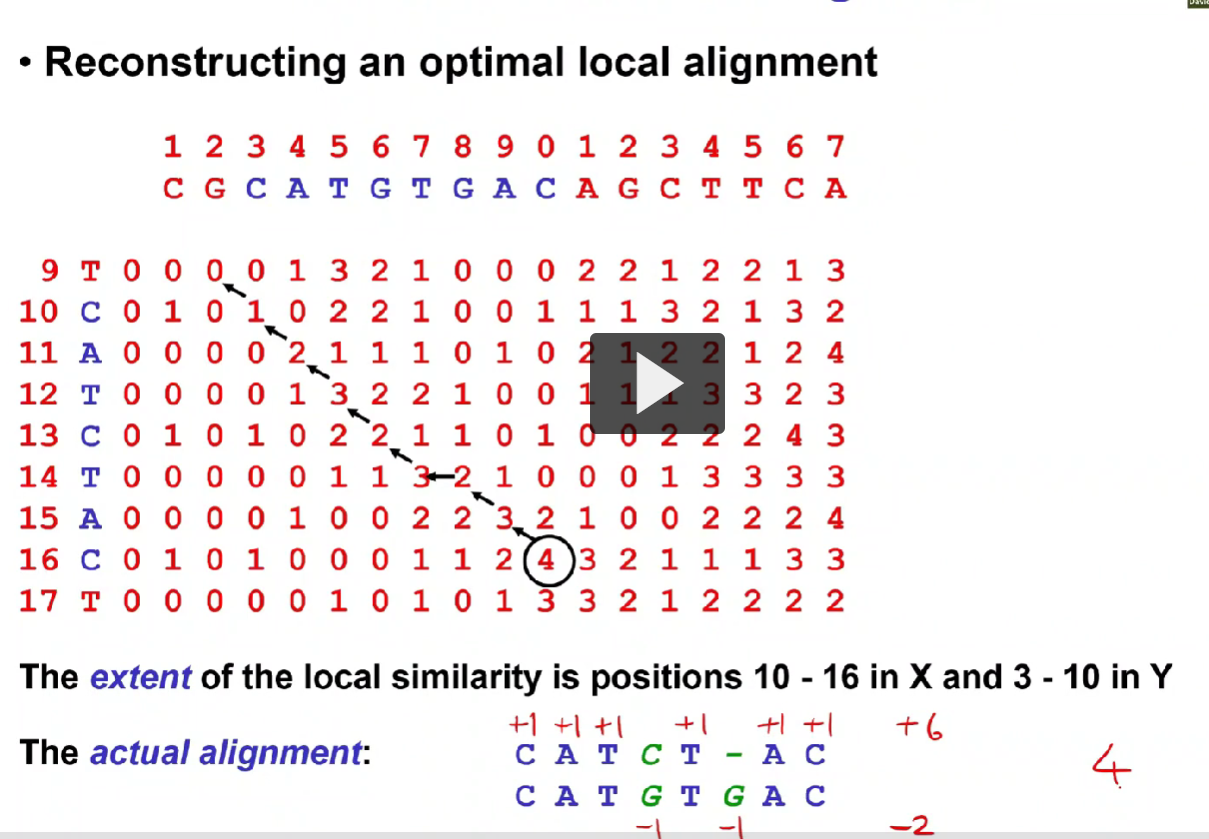 • Reconstructing an optimal local alignment
1 2 3 4 5 6 7 8 9 0 1 2 3 4 5 6 7
C G C A T G T G A C A G C T T C A
9 T 0 0 0 0 1 3 2 1 0 0 0 2 2 1 2 2 1 3
10 C 0 1 0 1 0 2 2 1 0 0 1 1 1 3 2 1 3 2
11 A 0 0 0 0 2 1 1 1 0 1 0 2 1 2 2 1 2 4
12 T 0 0 0 0 1 3 2 2 1 0 0 1 1 1 3 3 2 3
13 C 0 1 0 1 0 2 2 1 1 0 1 0 0 2 2 2 4 3
14 T 0 0 0 0 0 1 1 3 2 1 0 0 0 1 3 3 3 3
15 A 0 0 0 0 1 0 0 2 2 3 2 1 0 0 2 2 2 4
16 C 0 1 0 1 0 0 0 1 1 2 4 3 2 1 1 1 3 3
17 T 0 0 0 0 0 1 0 1 0 1 3 3 2 1 2 2 2 2
The extent of the local similarity is positions 10 - 16 in X and 3 - 10 in Y
+1 +1 +1 +1 +1 +1 +6
The actual alignment: C A T C T - A C 4
C A T G T G A C
-1 -1 -2